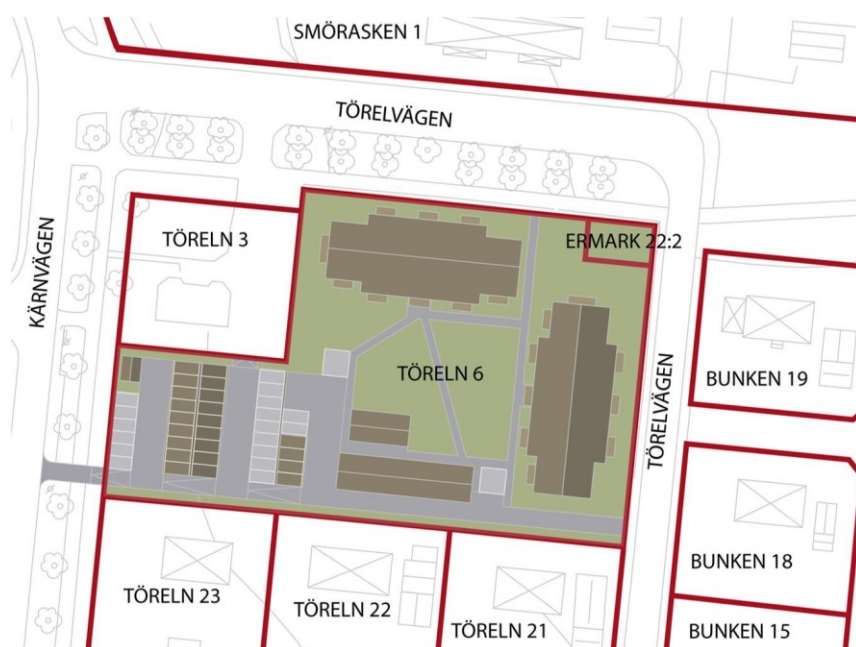 SMÖRASKEN 1
TÖRELVÄGEN
TÖRELN 3
ERMARK 22:2
KÄRNVÄGEN
TÖRELN 6
TÖRELVÄGEN
BUNKEN 19
BUNKEN 18
TÖRELN 23
TÖRELN 22
TÖRELN 21
BUNKEN 15